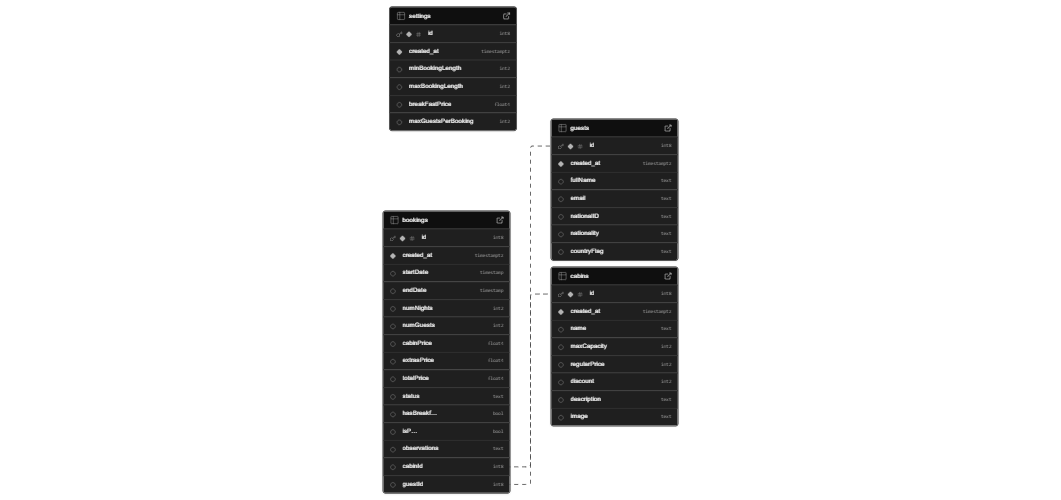 settings
id int8
created_at timestamptz
minBookingLength int2
maxBookingLength int2
breakFastPrice float4
maxGuestsPerBooking int2
guests
id int8
created_at timestamptz
fullName text
email text
nationalID text
nationality text
countryFlag text
bookings
id int8
created_at timestamptz
startDate timestamp
endDate timestamp
numNights int2
numGuests int2
cabinPrice float4
extrasPrice float4
totalPrice float4
status text
hasBreakf... bool
isP... bool
observations text
cabinId int8
guestId int8
cabins
id int8
created_at timestamptz
name text
maxCapacity int2
regularPrice int2
discount int2
description text
image text